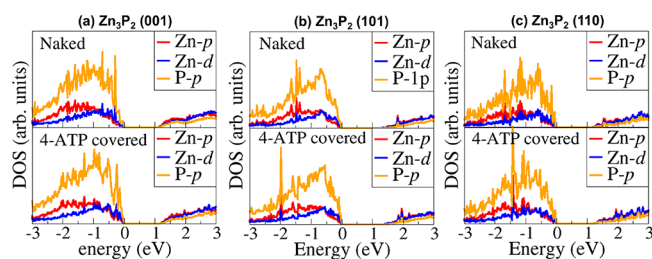 (a) Zn3P2 (001)
Naked
Zn-p
Zn-d
P-p
4-ATP covered
Zn-p
Zn-d
P-p
DOS (arb. units)
-3 -2 -1 0 1 2 3
energy (eV)
(b) Zn3P2 (101)
Naked
Zn-p
Zn-d
P-1p
4-ATP covered
Zn-p
Zn-d
P-p
DOS (arb. units)
-3 -2 -1 0 1 2 3
Energy (eV)
(c) Zn3P2 (110)
Naked
Zn-p
Zn-d
P-p
4-ATP covered
Zn-p
Zn-d
P-p
DOS (arb. units)
-3 -2 -1 0 1 2 3
Energy (eV)